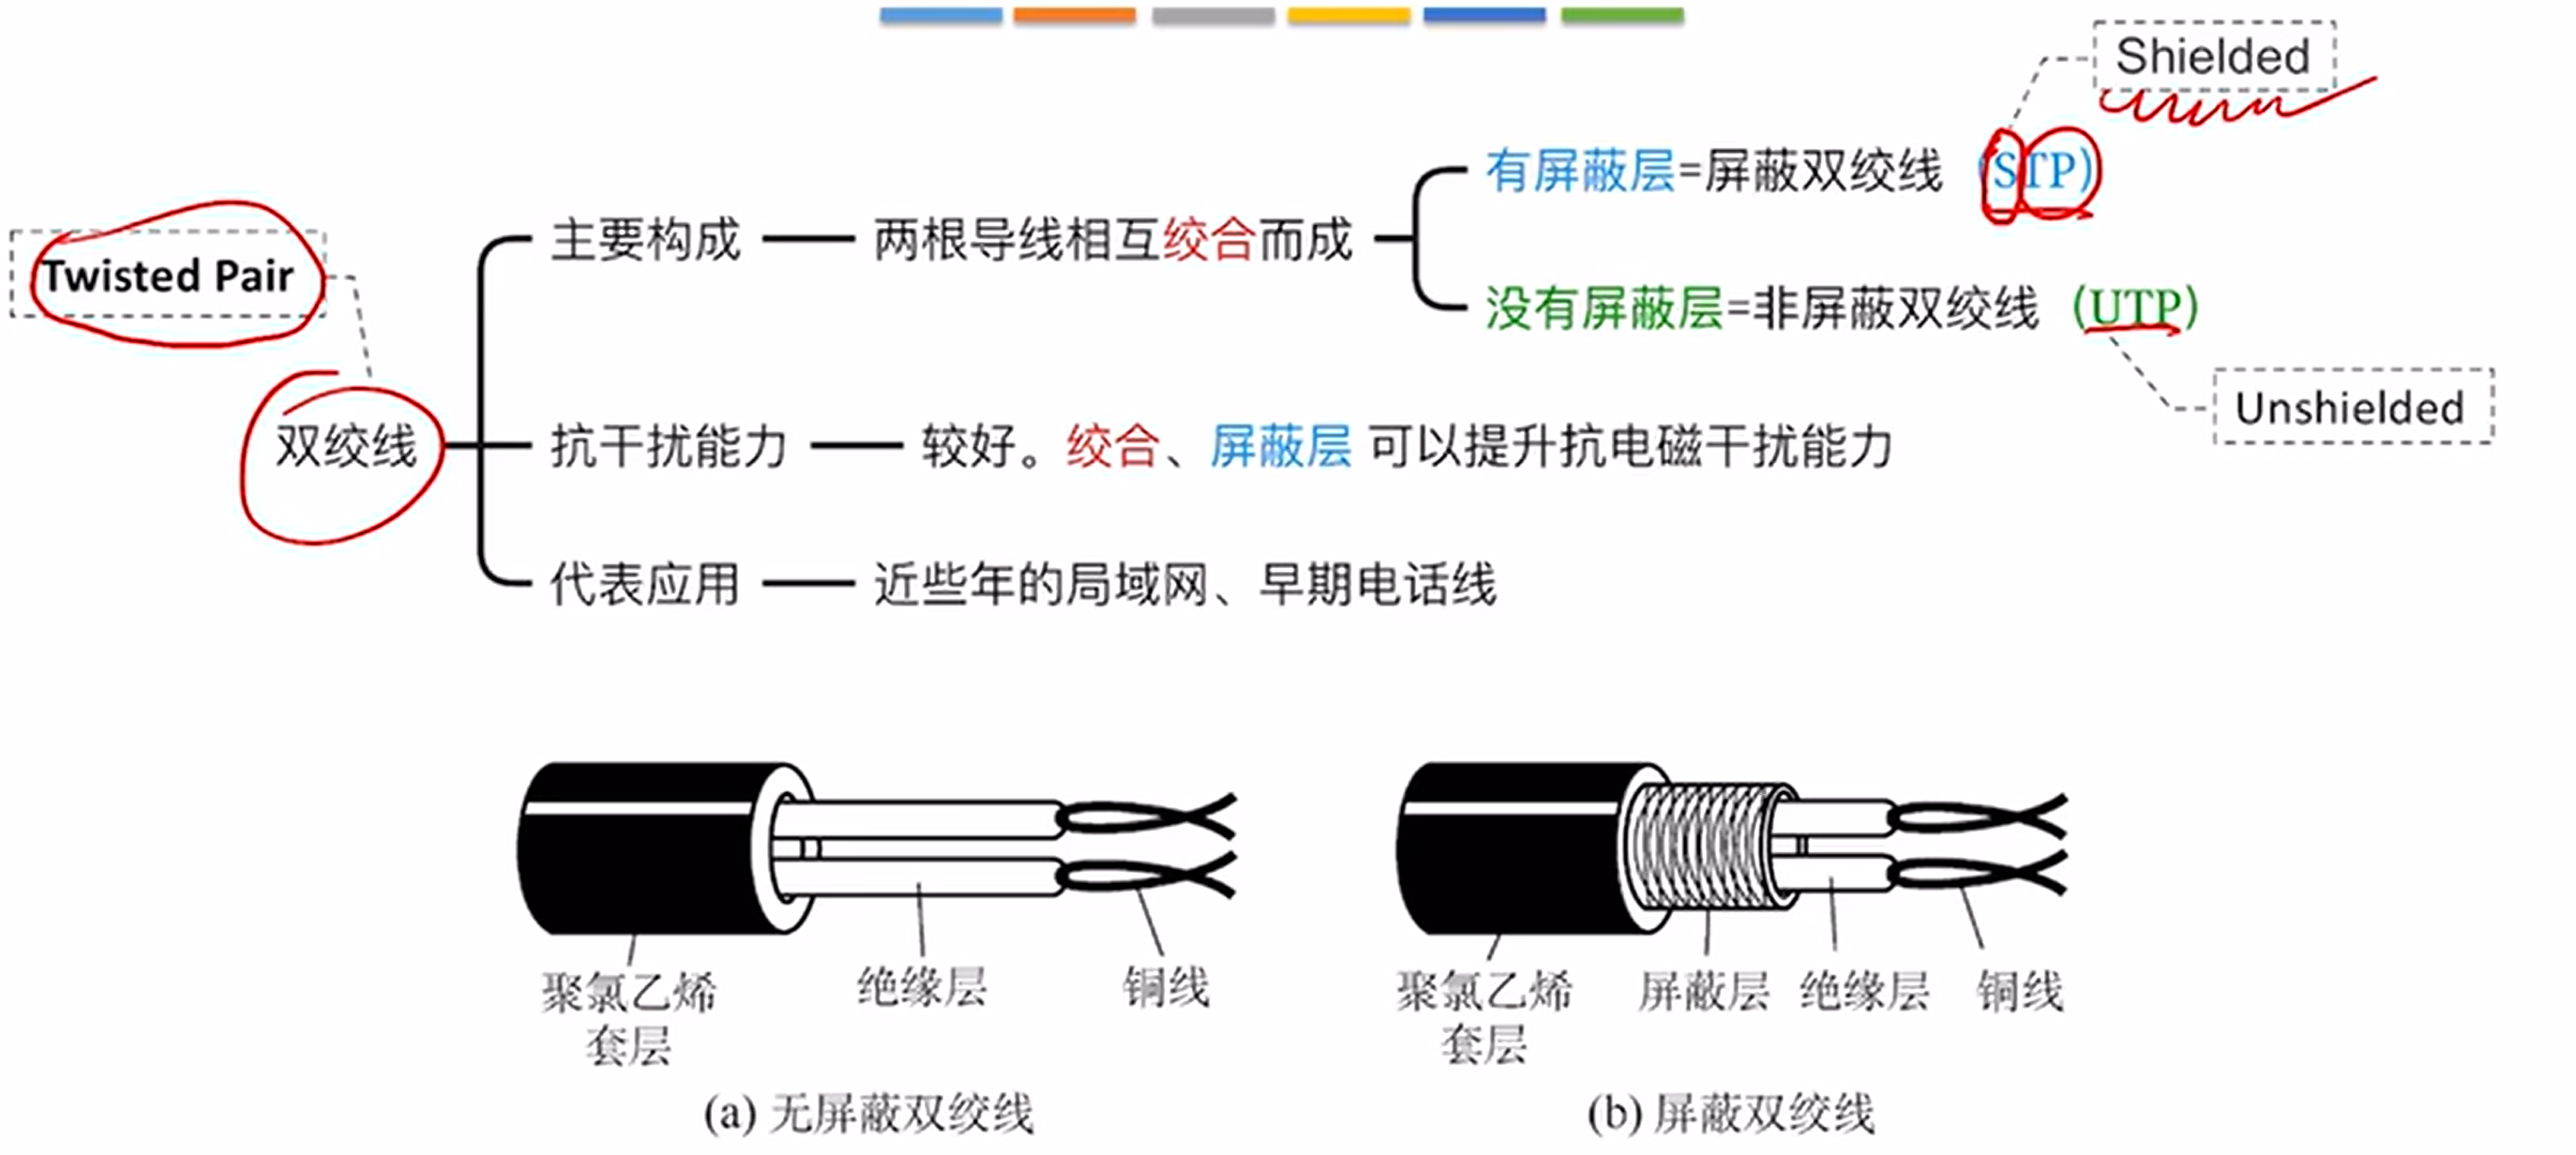 Shielded
有屏蔽层=屏蔽双绞线 (STP)
Twisted Pair
主要构成
两根导线相互绞合而成
没有屏蔽层=非屏蔽双绞线 (UTP)
Unshielded
双绞线
抗干扰能力
较好。绞合、屏蔽层 可以提升抗电磁干扰能力
代表应用
近些年的局域网、早期电话线
聚氯乙烯
套层
绝缘层
铜线
(a) 无屏蔽双绞线
聚氯乙烯
套层
屏蔽层
绝缘层
铜线
(b) 屏蔽双绞线